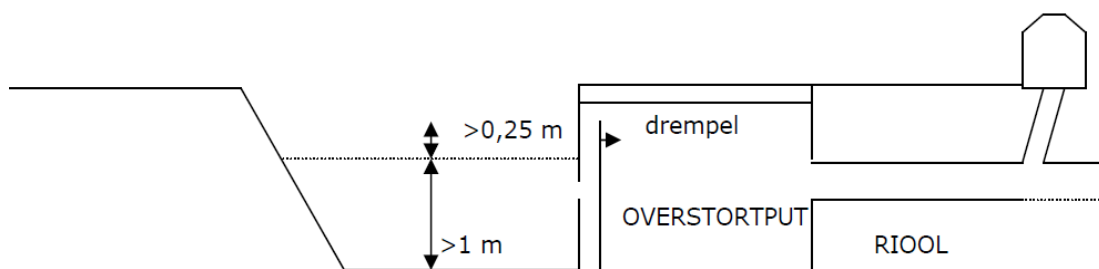 >0,25 m
drempel
OVERSTORTPUT
>1 m
RIOOL